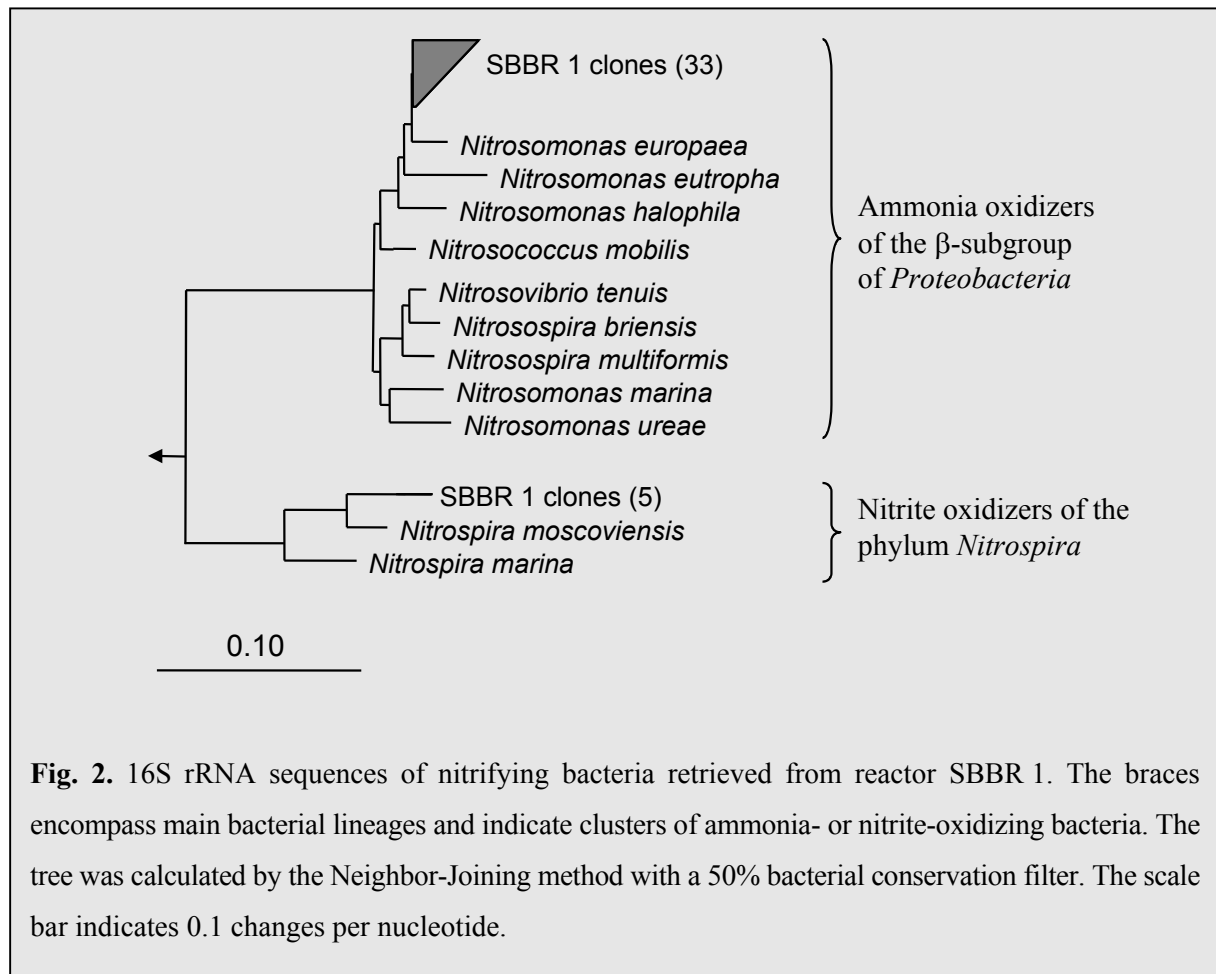 SBBR 1 clones (33)
Nitrosomonas europaea
Nitrosomonas eutropha
Nitrosomonas halophila
Nitrosococcus mobilis
Nitrosovibrio tenuis
Nitrosospira briensis
Nitrosospira multiformis
Nitrosomonas marina
Nitrosomonas ureae
Ammonia oxidizers
of the β-subgroup
of Proteobacteria
SBBR 1 clones (5)
Nitrospira moscoviensis
Nitrospira marina
Nitrite oxidizers of the
phylum Nitrospira
0.10
Fig. 2. 16S rRNA sequences of nitrifying bacteria retrieved from reactor SBBR 1. The braces
encompass main bacterial lineages and indicate clusters of ammonia- or nitrite-oxidizing bacteria. The
tree was calculated by the Neighbor-Joining method with a 50% bacterial conservation filter. The scale
bar indicates 0.1 changes per nucleotide.